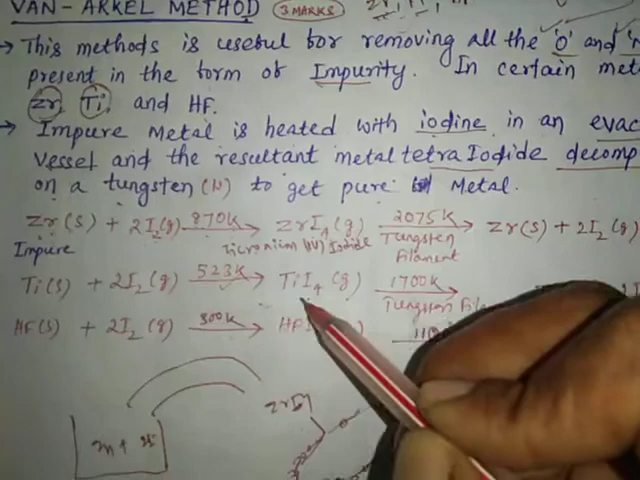 VAN-ARKEL METHOD (3 MARKS)
→ This methods is useful for removing all the 'O' and 'N
present in the form of Impurity. In certain met
Zr, Ti and HF.
→ Impure Metal is heated with iodine in an evac
vessel and the resultant metal tetra Iodide decomp
on a tungsten (N) to get pure Metal.
Zr(s) + 2I₂(g) 870K→ ZrI₄(g) 2075K→ Zr(s) + 2I₂(g)
Impure Zirconium (IV) Iodide Tungsten Filament
Ti(s) + 2I₂(g) 523K→ TiI₄(g) 1700K→
Tungsten Fil
HF(s) + 2I₂(g) 300K→ HF
ZrI₄